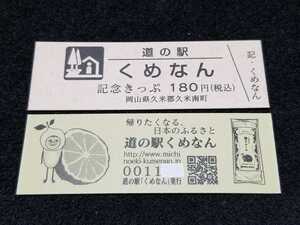 道の駅
くめなん
記念きっぷ 180円(税込)
岡山県久米郡久米南町
記・くめなん
帰りたくなる、
日本のふるさと
道の駅くめなん
http://www.michi
noeki-kumenan.jp
0011
道の駅「くめなん」発行